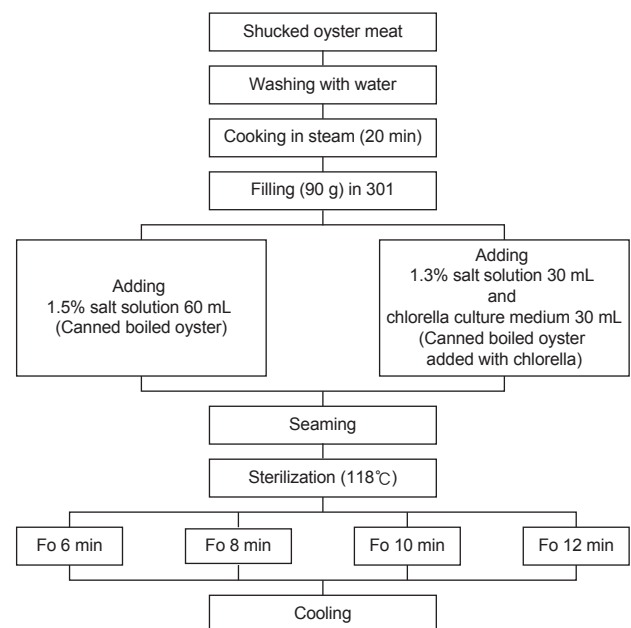 Shucked oyster meat
Washing with water
Cooking in steam (20 min)
Filling (90 g) in 301
Adding
1.5% salt solution 60 mL
(Canned boiled oyster)
Adding
1.3% salt solution 30 mL
and
chlorella culture medium 30 mL
(Canned boiled oyster
added with chlorella)
Seaming
Sterilization (118℃)
Fo 6 min
Fo 8 min
Fo 10 min
Fo 12 min
Cooling